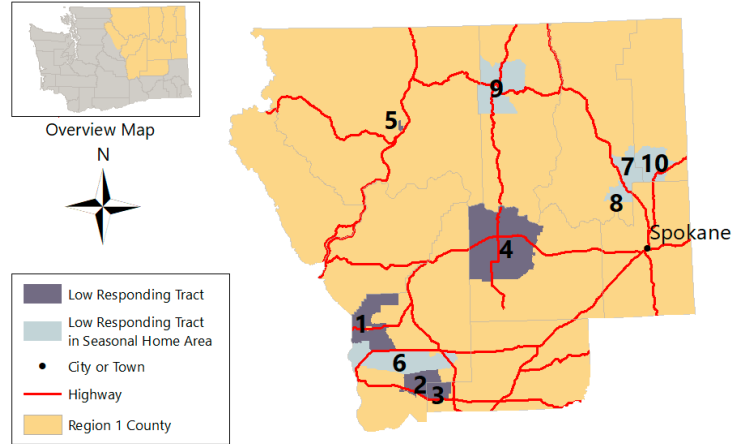 Overview Map
N
5
9
7 10
8
Spokane
4
1
6
2
3
Low Responding Tract
Low Responding Tract
in Seasonal Home Area
City or Town
Highway
Region 1 County